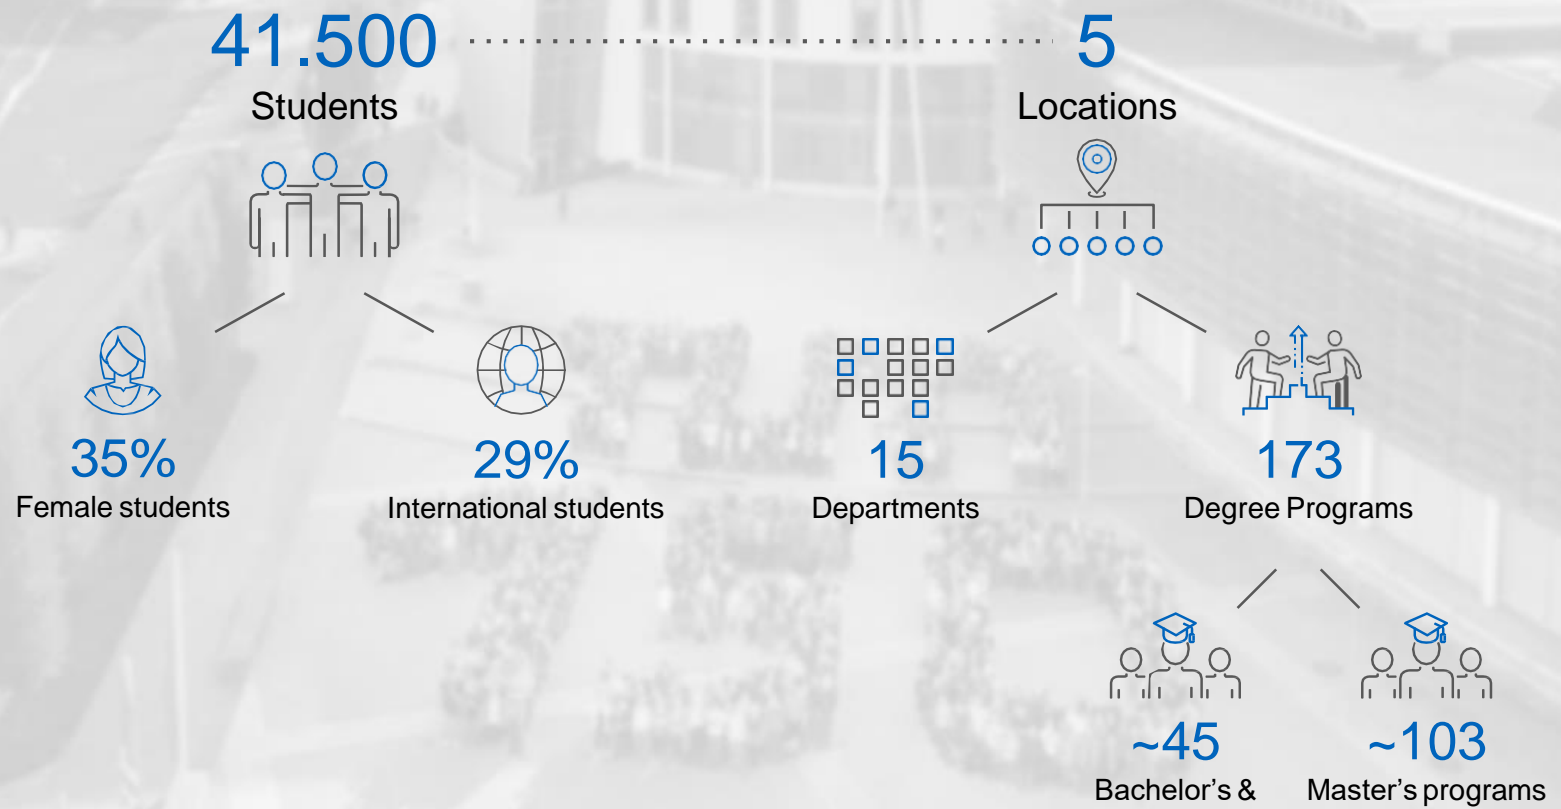 41.500
Students
5
Locations
35%
Female students
29%
International students
15
Departments
173
Degree Programs
~45
Bachelor's &
~103
Master's programs